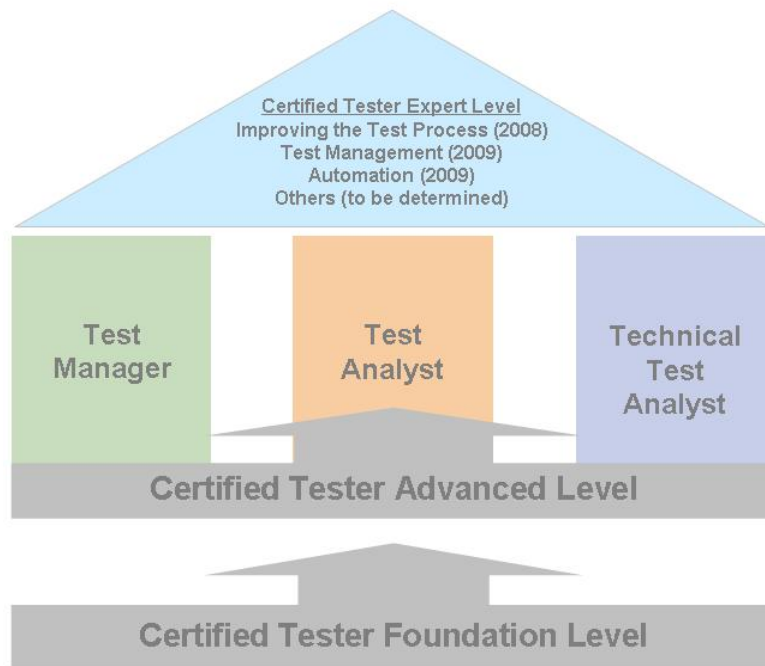 Certified Tester Expert Level
Improving the Test Process (2008)
Test Management (2009)
Automation (2009)
Others (to be determined)
Test
Manager
Test
Analyst
Technical
Test
Analyst
Certified Tester Advanced Level
Certified Tester Foundation Level